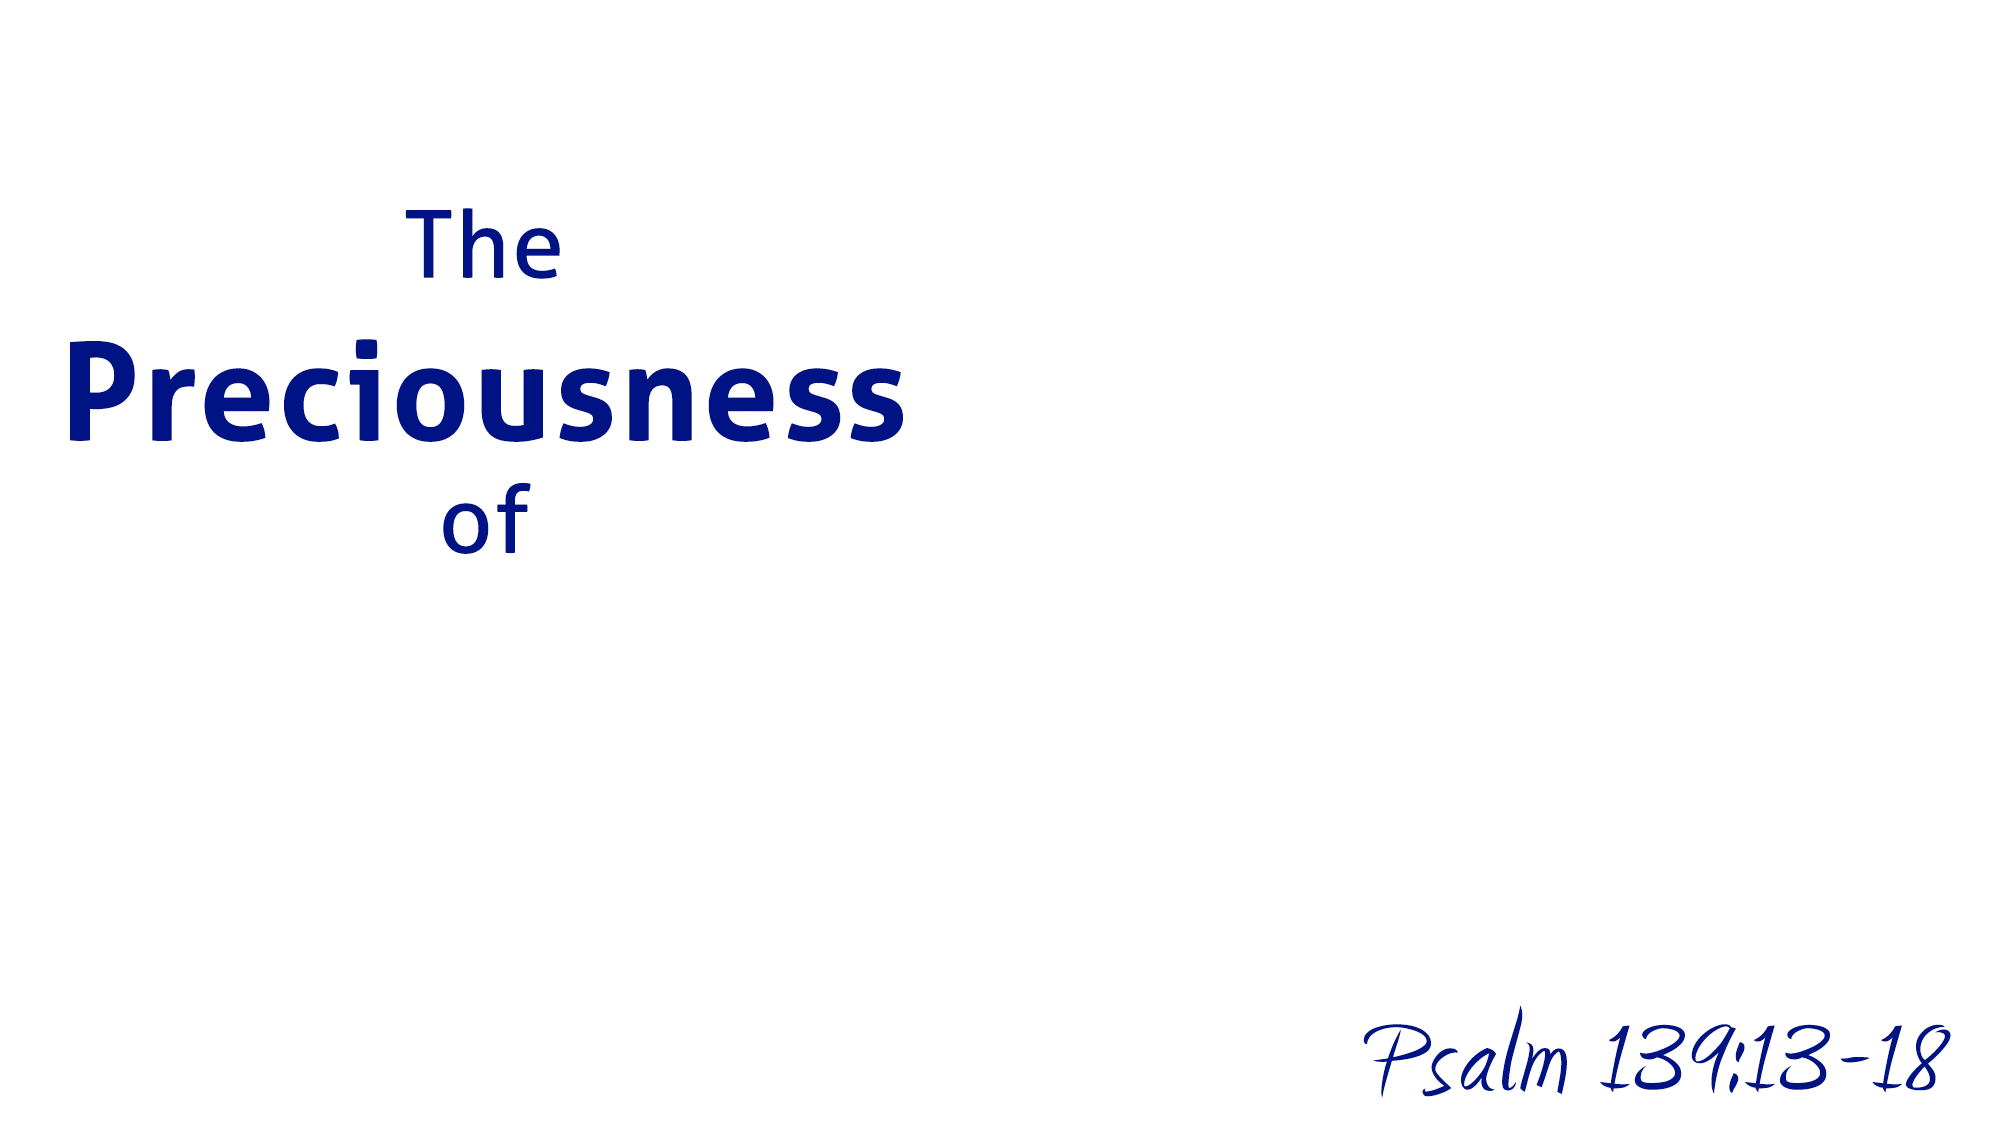 The
Preciousness
of
Psalm 139:13-18